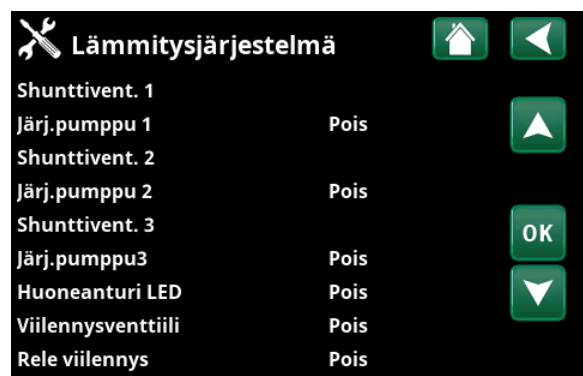 Lämmitysjärjestelmä
Shunttivent. 1
Järj.pumppu 1 Pois
Shunttivent. 2
Järj.pumppu 2 Pois
Shunttivent. 3
Järj.pumppu3 Pois
OK
Huoneanturi LED Pois
Viilennysventtiili Pois
Rele viilennys Pois